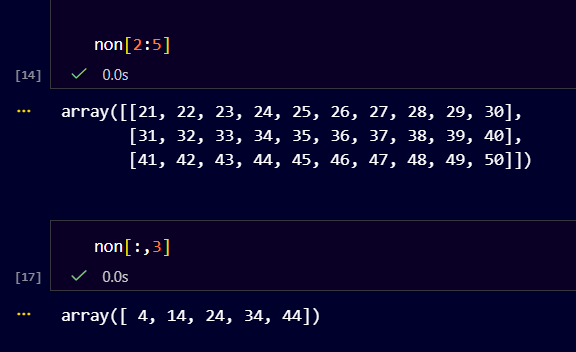 non[2:5]
[14]
0.0s
array([[21, 22, 23, 24, 25, 26, 27, 28, 29, 30],
[31, 32, 33, 34, 35, 36, 37, 38, 39, 40],
[41, 42, 43, 44, 45, 46, 47, 48, 49, 50]])
non[:,3]
[17]
0.0s
array([ 4, 14, 24, 34, 44])